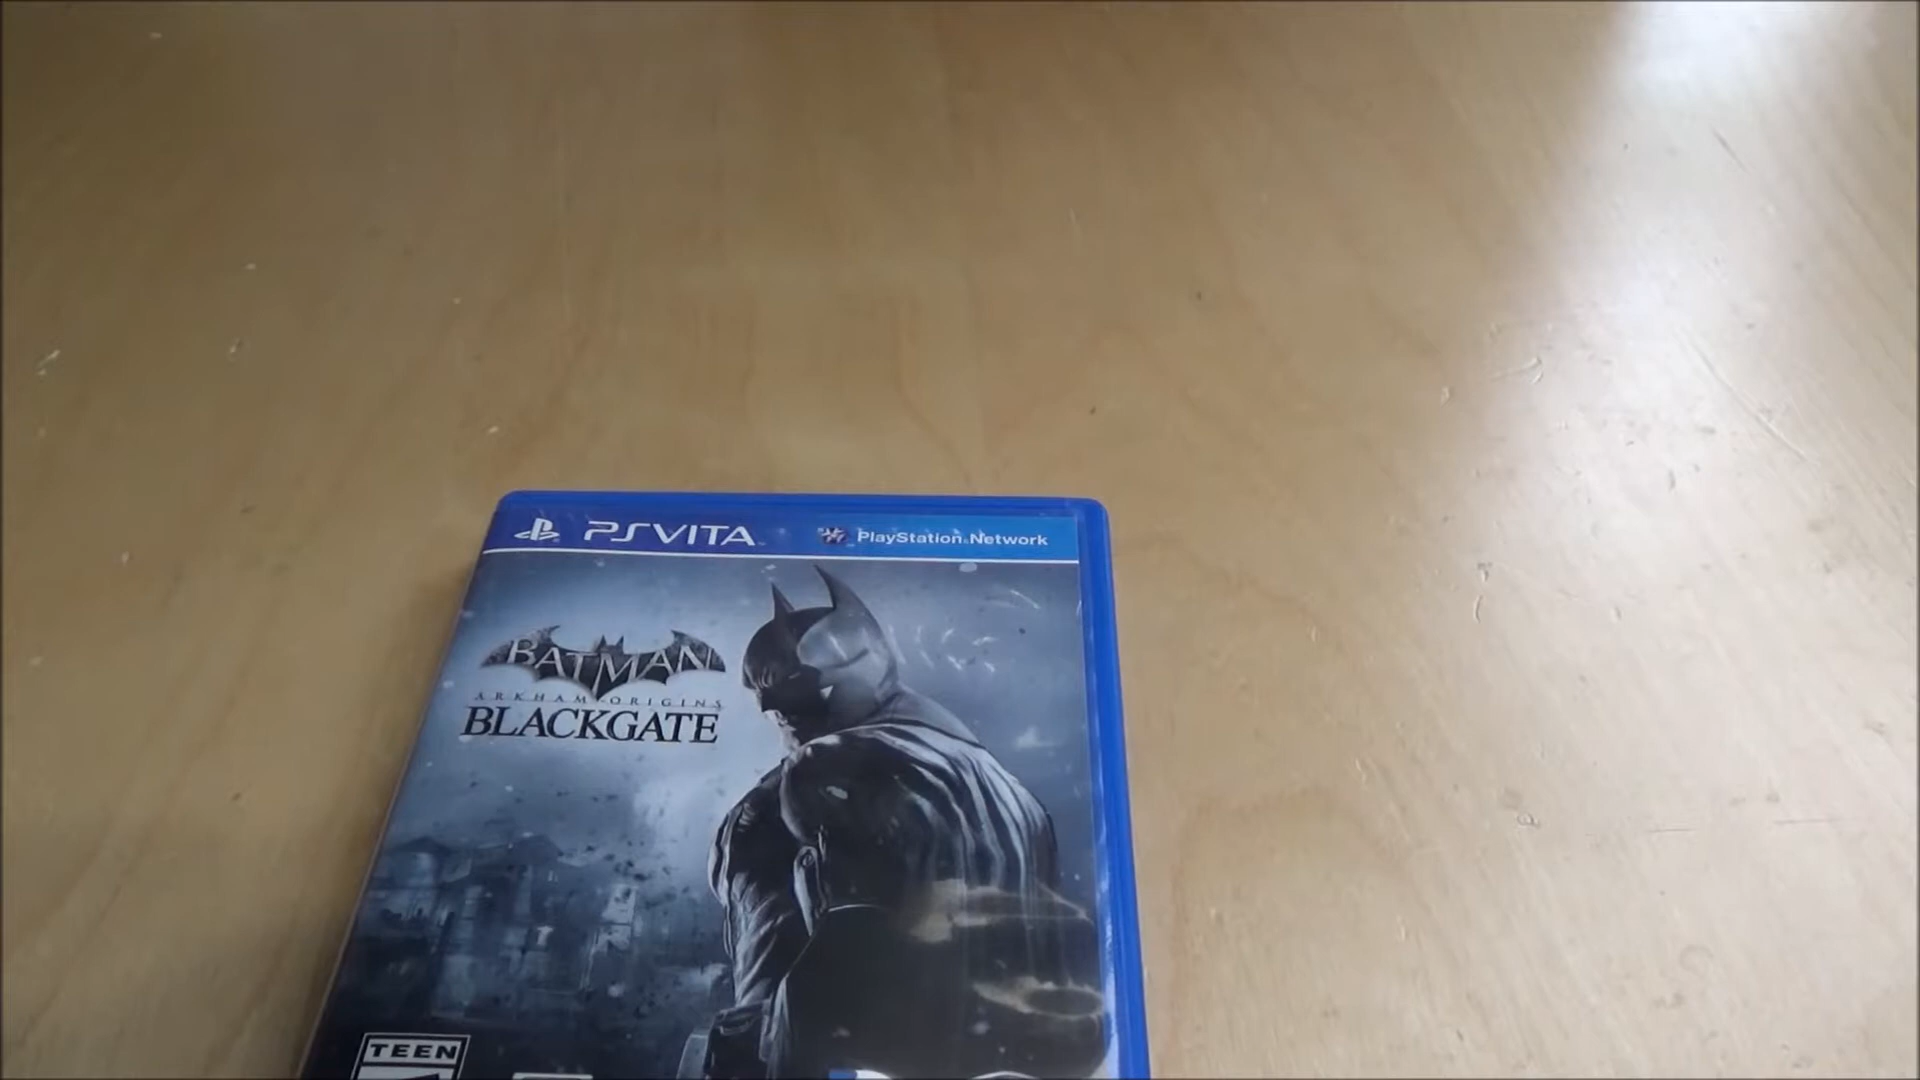 PSVITA
PlayStation Network
BATMAN
ARKHAM ORIGINS
BLACKGATE
TEEN